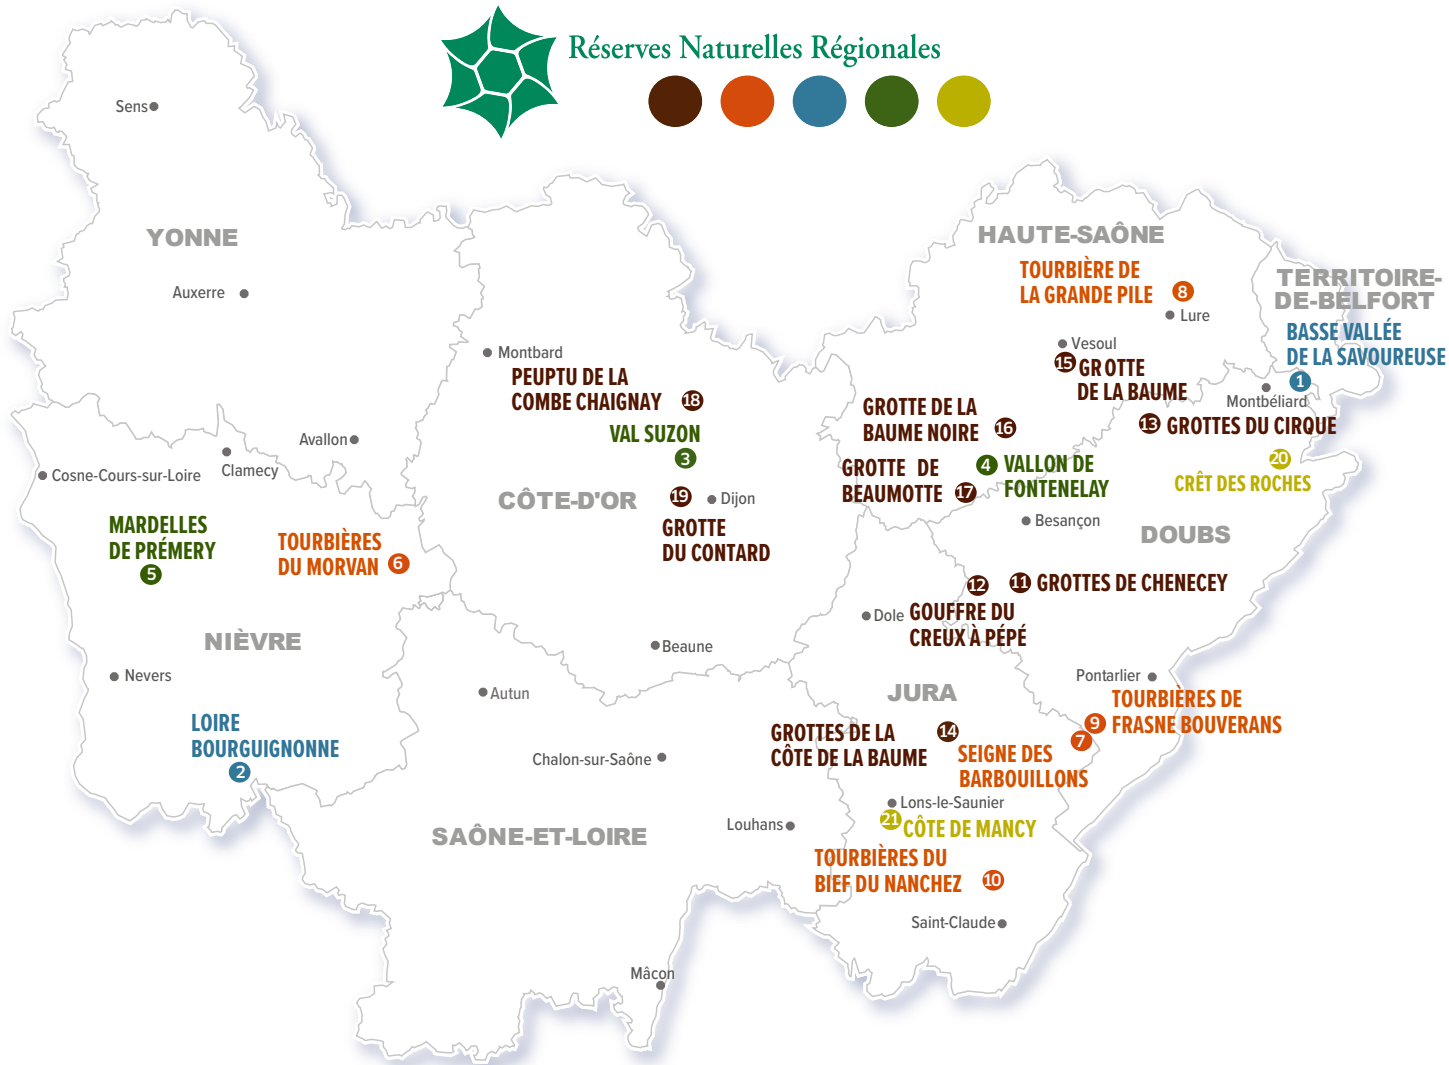 Réserves Naturelles Régionales
Sens
YONNE
Auxerre
HAUTE-SAÔNE
TOURBIÈRE DE
LA GRANDE PILE
8
Lure
TERRITOIRE-
DE-BELFORT
BASSE VALLÉE
DE LA SAVOUREUSE
1
Montbéliard
Vesoul
15
GROTTE
DE LA BAUME
Montbard
PEUPTU DE LA
COMBE CHAIGNAY
18
VAL SUZON
3
GROTTE DE LA
BAUME NOIRE
16
13
GROTTES DU CIRQUE
20
CRÊT DES ROCHES
Avallon
Clamecy
Cosne-Cours-sur-Loire
GROTTE DE
BEAUMOTTE
17
4
VALLON DE
FONTENELAY
CÔTE-D'OR
19
Dijon
GROTTE
DU CONTARD
Besançon
DOUBS
MARDELLES
DE PRÉMERY
5
TOURBIÈRES
DU MORVAN
6
12
11
GROTTES DE CHENECEY
Dole
GOUFFRE DU
CREUX À PÉPÉ
NIÈVRE
Beaune
Nevers
Autun
JURA
Pontarlier
TOURBIÈRES DE
FRASNE BOUVERANS
9
7
LOIRE
BOURGUIGNONNE
2
GROTTES DE LA
CÔTE DE LA BAUME
14
SEIGNE DES
BARBOUILLONS
Chalon-sur-Saône
Lons-le-Saunier
21
CÔTE DE MANCY
SAÔNE-ET-LOIRE
Louhans
TOURBIÈRES DU
BIEF DU NANCHEZ
10
Saint-Claude
Mâcon